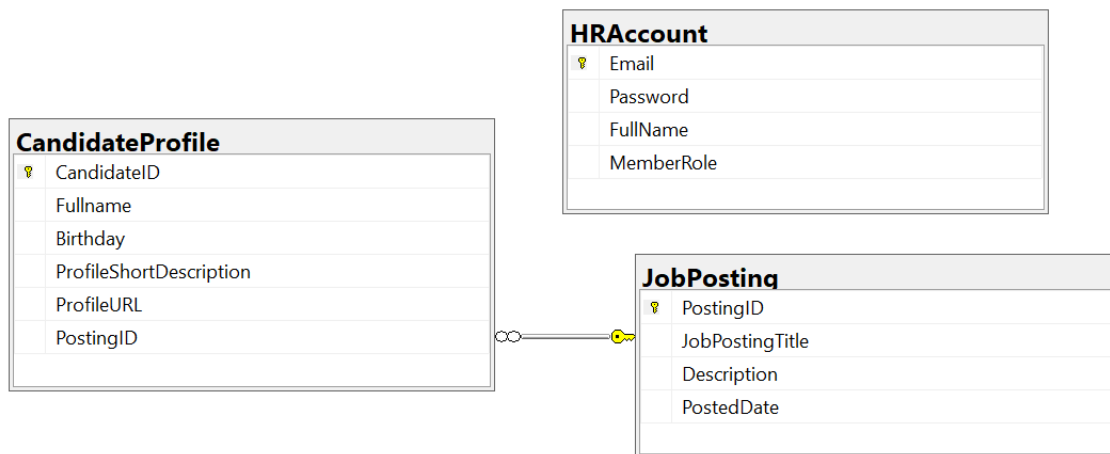 HRAccount
Email
Password
FullName
MemberRole
CandidateProfile
CandidateID
Fullname
Birthday
ProfileShortDescription
ProfileURL
PostingID
JobPosting
PostingID
JobPostingTitle
Description
PostedDate